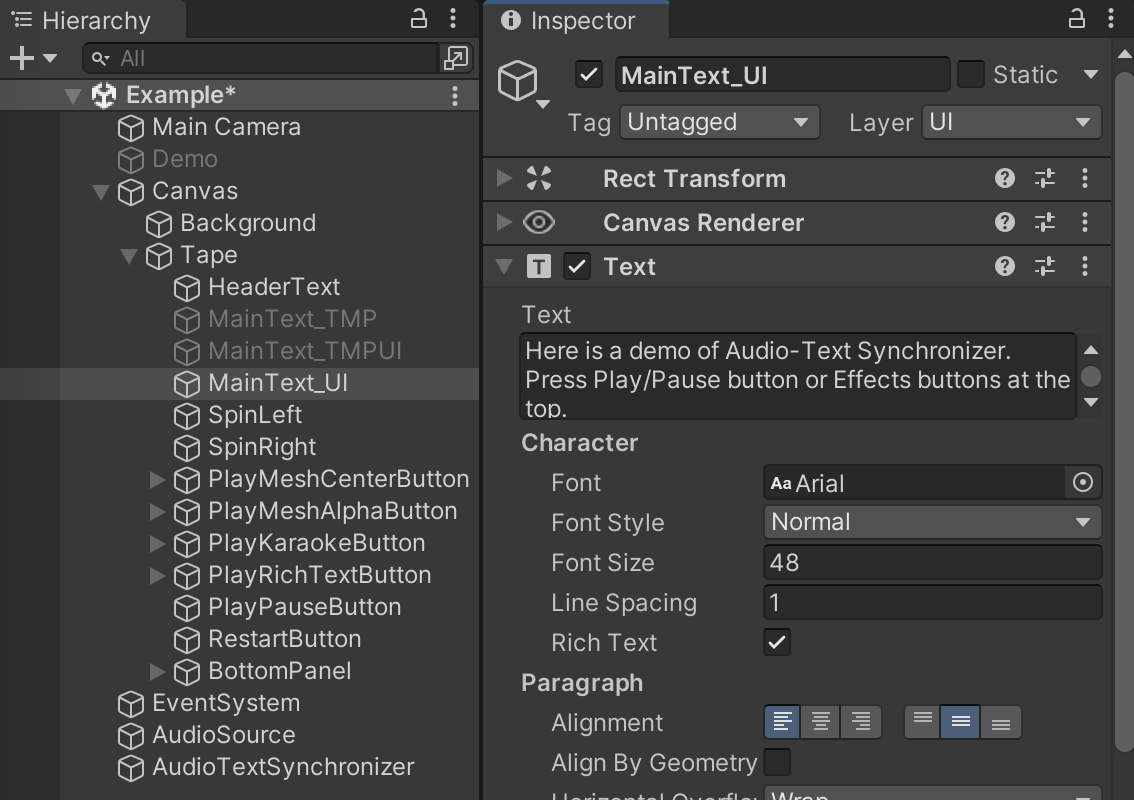 Hierarchy
All
Example*
Main Camera
Demo
Canvas
Background
Tape
HeaderText
MainText_TMP
MainText_TMPUI
MainText_UI
SpinLeft
SpinRight
PlayMeshCenterButton
PlayMeshAlphaButton
PlayKaraokeButton
PlayRichTextButton
PlayPauseButton
RestartButton
BottomPanel
EventSystem
AudioSource
AudioTextSynchronizer
Inspector
MainText_UI Static
Tag Untagged Layer UI
Rect Transform
Canvas Renderer
T Text
Text
Here is a demo of Audio-Text Synchronizer.
Press Play/Pause button or Effects buttons at the
top.
Character
Font Aa Arial
Font Style Normal
Font Size 48
Line Spacing 1
Rich Text
Paragraph
Alignment
Align By Geometry
Horizontal Overflow Wrap